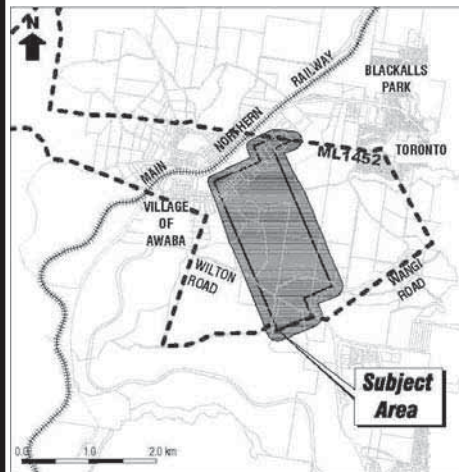 N
BLACKALLS
PARK
MAIN NORTHERN RAILWAY
TORONTO
ML1452
VILLAGE
OF
AWABA
WILTON
ROAD
WANGI
ROAD
Subject
Area
0.0 1.0 2.0 km